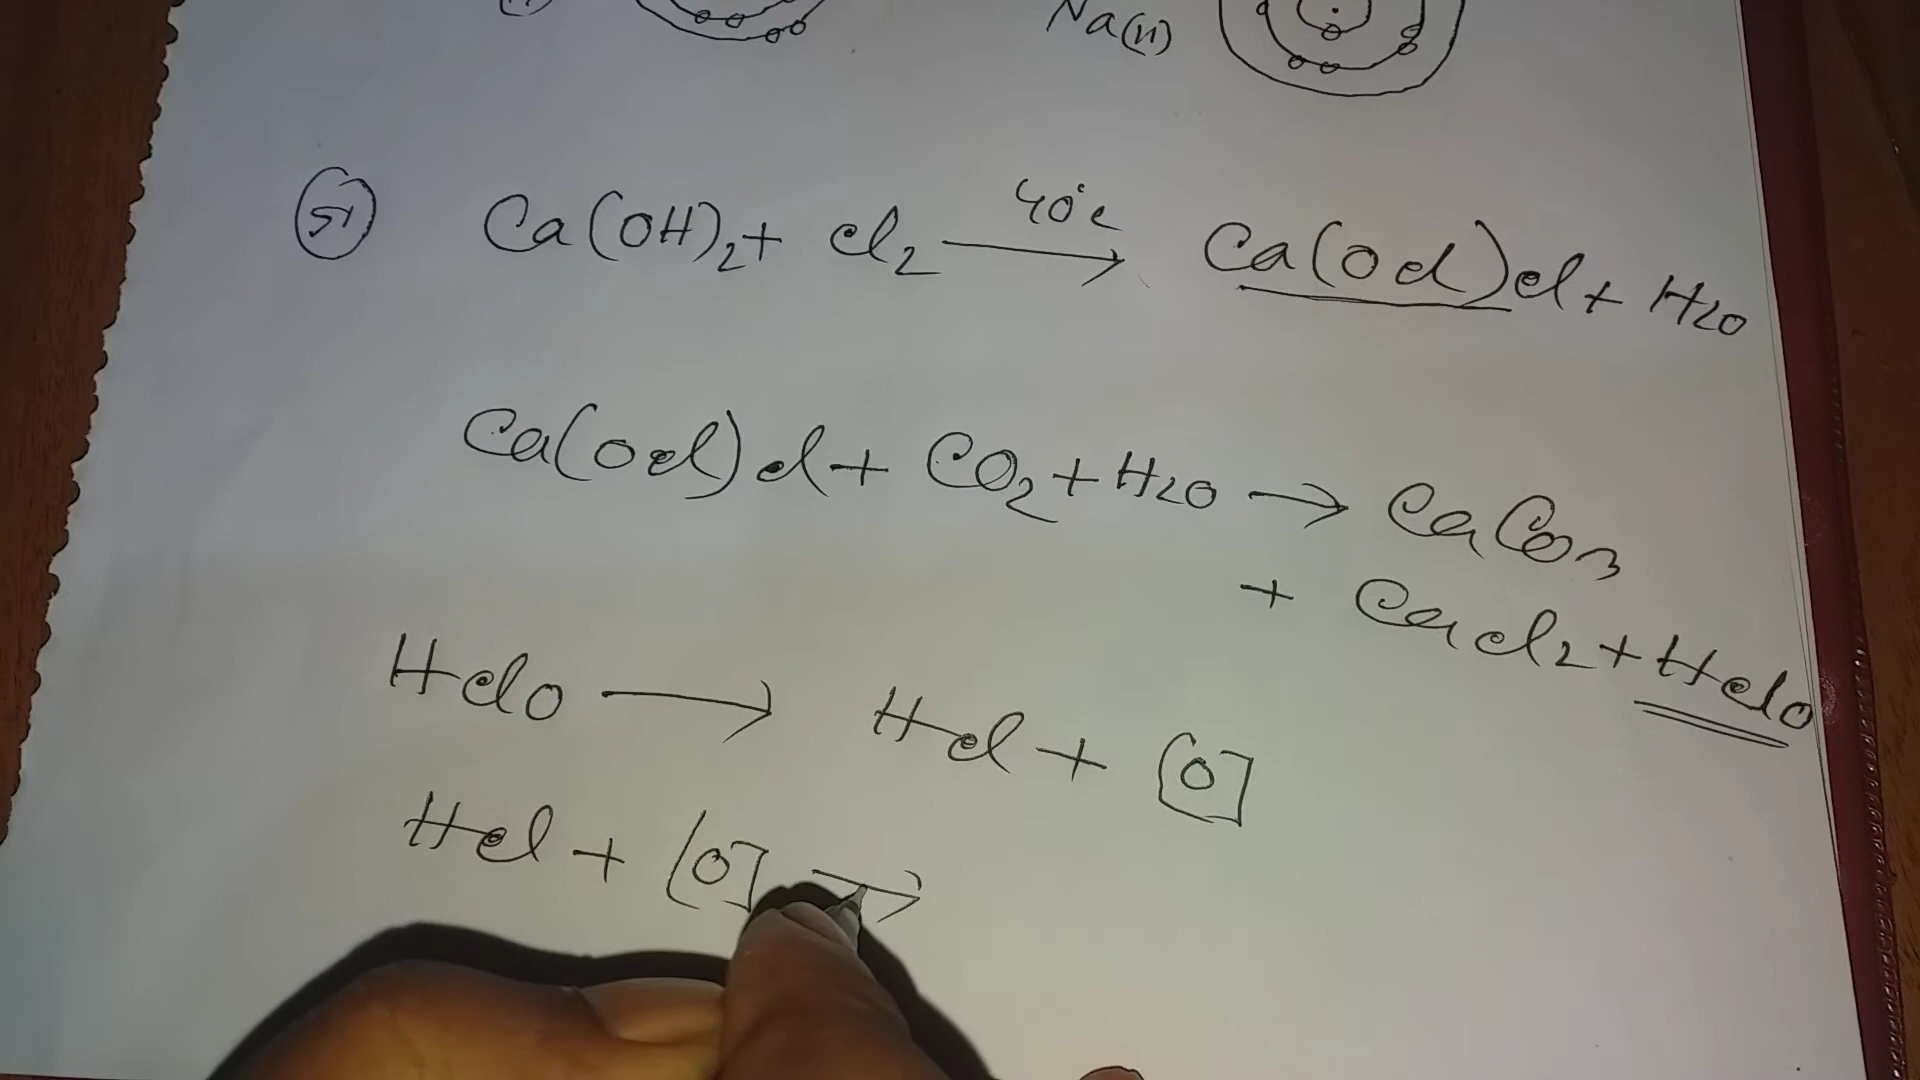 Na(11)
গ Ca(OH)₂ + Cl₂ 40°c → Ca(OCl)Cl + H₂O
Ca(OCl)Cl + CO₂ + H₂O → CaCO₃
+ CaCl₂ + HClO
HClO → HCl + [O]
HCl + [O] →